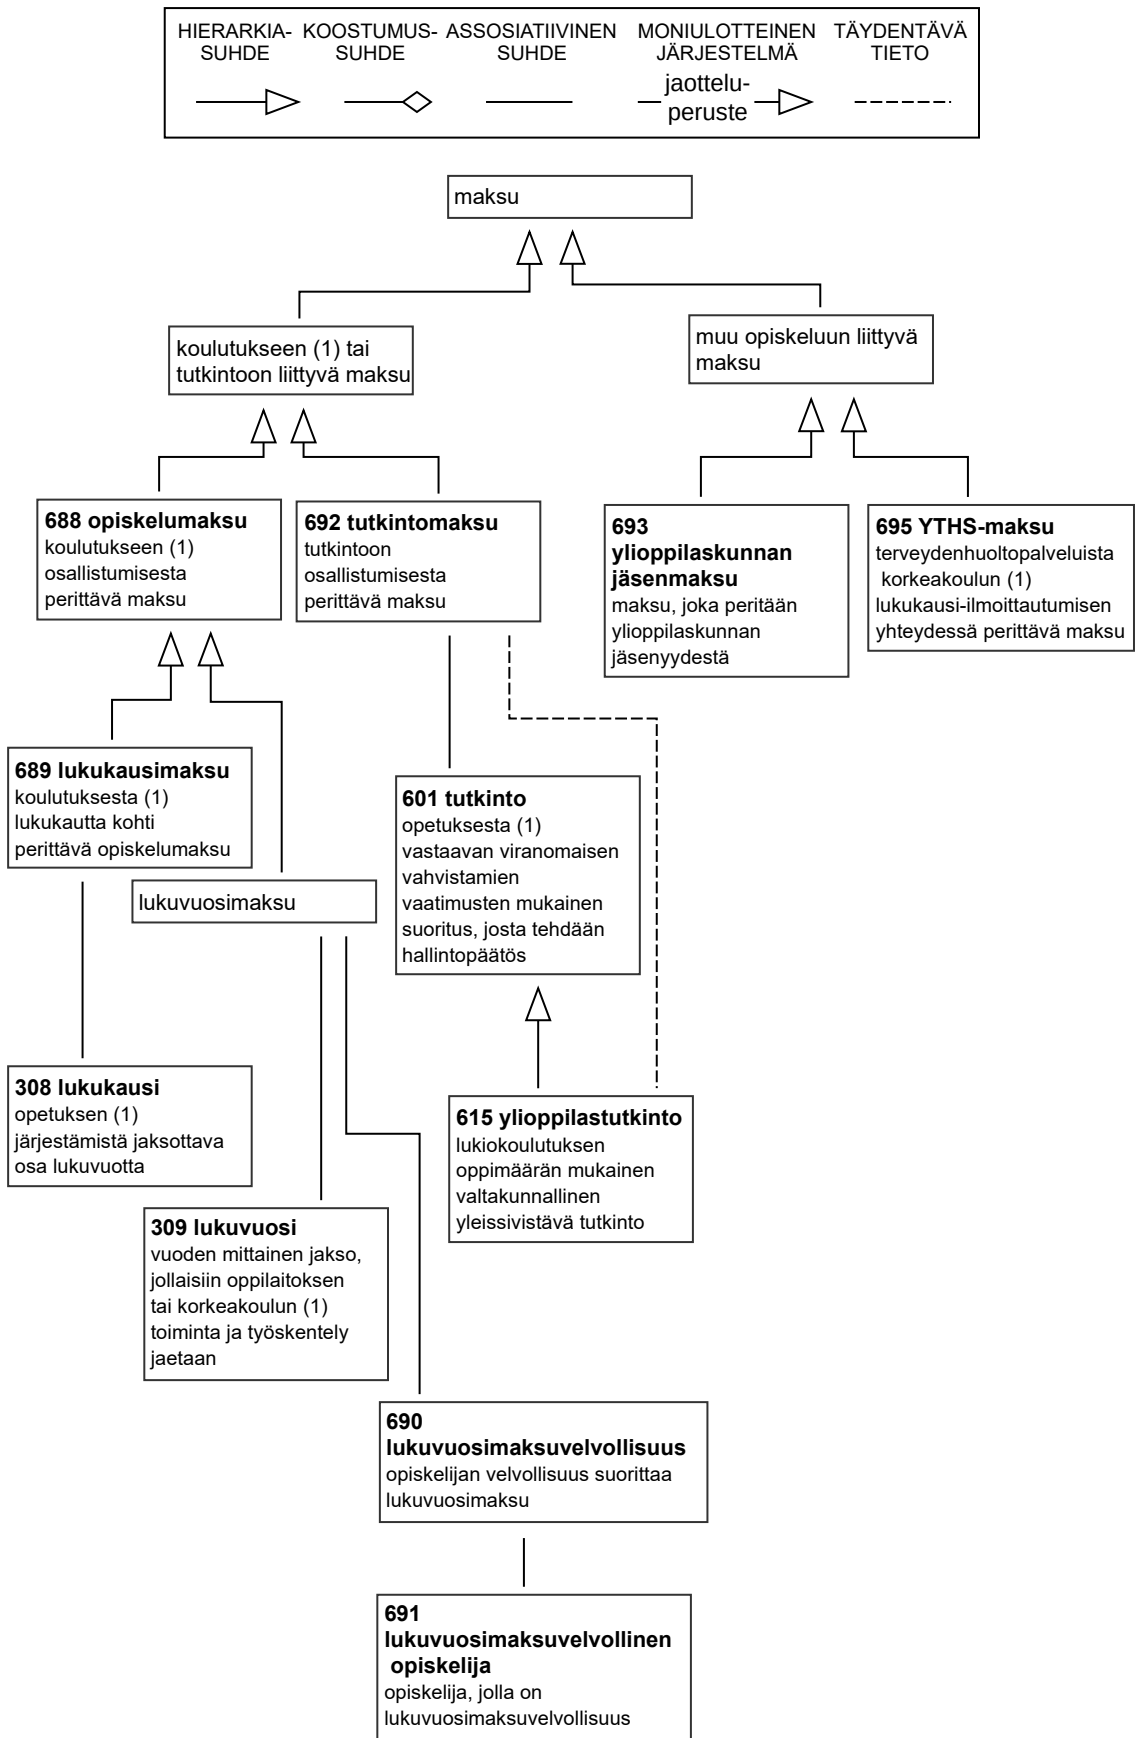 HIERARKIA-
SUHDE
KOOSTUMUS-
SUHDE
ASSOSIATIIVINEN
SUHDE
MONIULOTTEINEN
JÄRJESTELMÄ
jaottelu-
peruste
TÄYDENTÄVÄ
TIETO
maksu
koulutukseen (1) tai
tutkintoon liittyvä maksu
muu opiskeluun liittyvä
maksu
688 opiskelumaksu
koulutukseen (1)
osallistumisesta
perittävä maksu
692 tutkintomaksu
tutkintoon
osallistumisesta
perittävä maksu
693
ylioppilaskunnan
jäsenmaksu
maksu, joka peritään
ylioppilaskunnan
jäsenyydestä
695 YTHS-maksu
terveydenhuoltopalveluista
korkeakoulun (1)
lukukausi-ilmoittautumisen
yhteydessä perittävä maksu
689 lukukausimaksu
koulutuksesta (1)
lukukautta kohti
perittävä opiskelumaksu
lukuvuosimaksu
601 tutkinto
opetuksesta (1)
vastaavan viranomaisen
vahvistamien
vaatimusten mukainen
suoritus, josta tehdään
hallintopäätös
308 lukukausi
opetuksen (1)
järjestämistä jaksottava
osa lukuvuotta
615 ylioppilastutkinto
lukiokoulutuksen
oppimäärän mukainen
valtakunnallinen
yleissivistävä tutkinto
309 lukuvuosi
vuoden mittainen jakso,
jollaisiin oppilaitoksen
tai korkeakoulun (1)
toiminta ja työskentely
jaetaan
690
lukuvuosimaksuvelvollisuus
opiskelijan velvollisuus suorittaa
lukuvuosimaksu
691
lukuvuosimaksuvelvollinen
opiskelija
opiskelija, jolla on
lukuvuosimaksuvelvollisuus